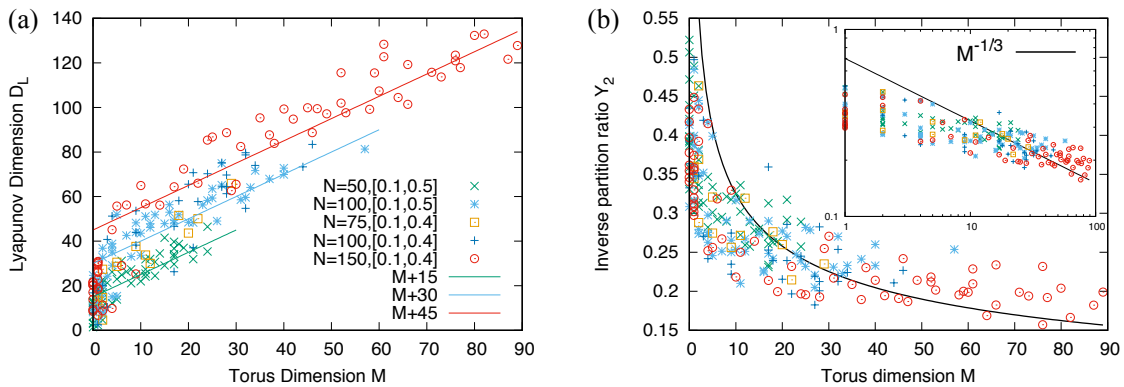 (a)
140
120
100
80
60
40
20
0
Lyapunov Dimension D_L
0 10 20 30 40 50 60 70 80 90
Torus Dimension M
N=50,[0.1,0.5]
N=100,[0.1,0.5]
N=75,[0.1,0.4]
N=100,[0.1,0.4]
N=150,[0.1,0.4]
M+15
M+30
M+45
(b)
0.55
0.5
0.45
0.4
0.35
0.3
0.25
0.2
0.15
Inverse partition ratio Y_2
0 10 20 30 40 50 60 70 80 90
Torus dimension M
1
0.1
1 10 100
M^{-1/3}